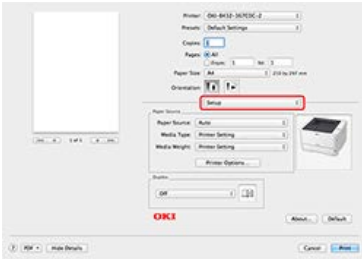 Printer: OKI-B432-367EDC-2
Presets: Default Settings
Copies: 1
Pages: All
From: 1 to: 1
Paper Size: A4 210 by 297 mm
Orientation:
Setup
Paper Source
Paper Source: Auto
Media Type: Printer Setting
Media Weight: Printer Setting
Printer Options...
Duplex
Off
1 of 1
OKI
About... Default
? PDF Hide Details Cancel Print